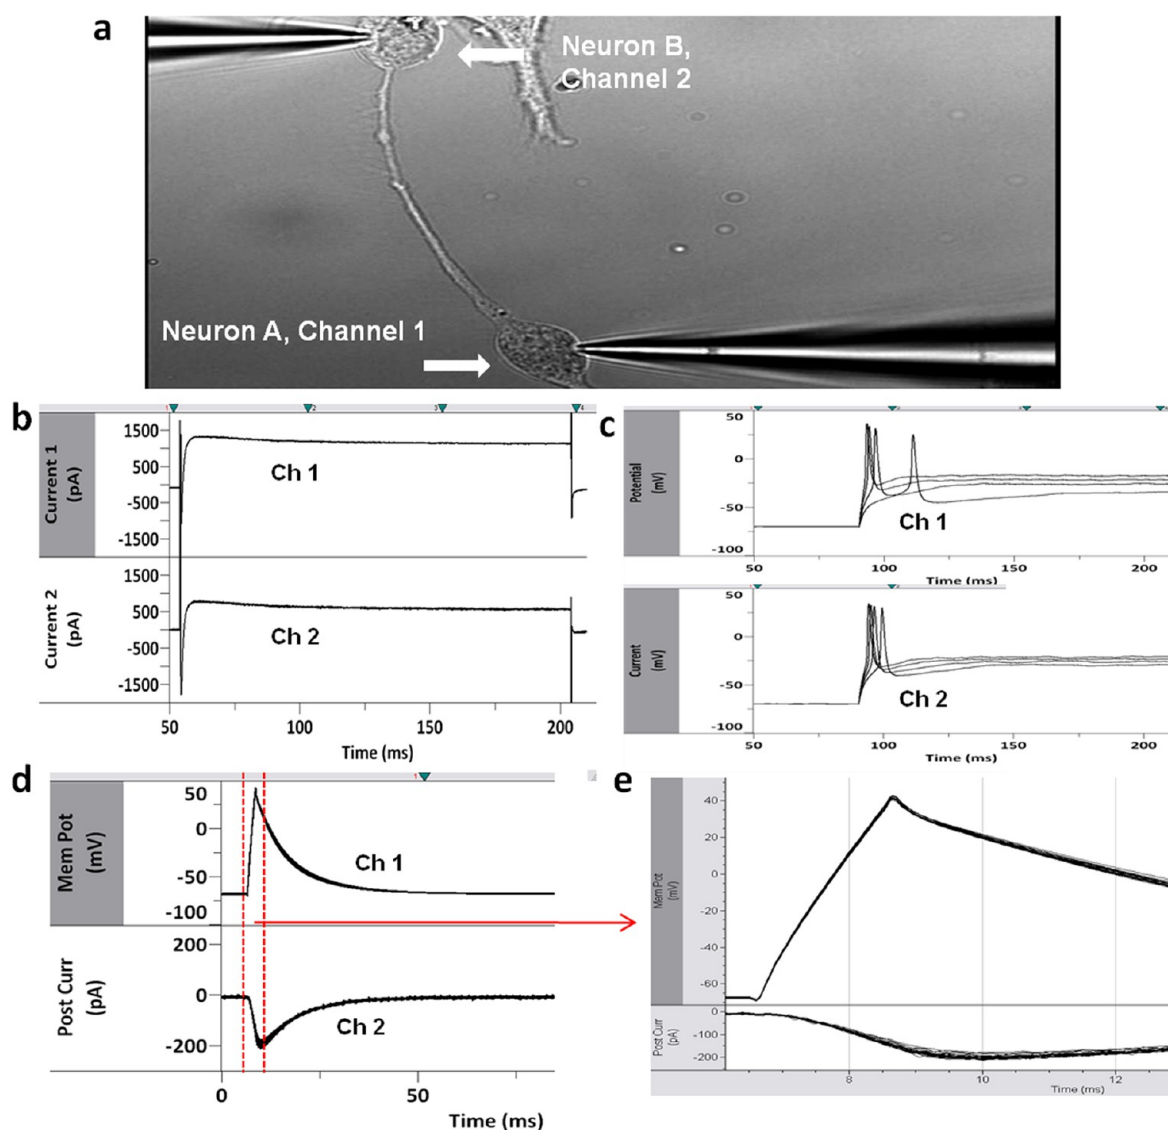 a
Neuron B,
Channel 2
Neuron A, Channel 1
b
1 2 3 4
Current 1
(pA)
1500
500
-500
-1500
Ch 1
Current 2
(pA)
1500
500
-500
-1500
Ch 2
50 100 150 200
Time (ms)
c
Potential
(mV)
50
0
-50
-100
Ch 1
50 100 150 200
Time (ms)
Current
(mV)
50
0
-50
-100
Ch 2
50 100 150 200
Time (ms)
d
1
Mem Pot
(mV)
50
0
-50
-100
Ch 1
Post Curr
(pA)
200
0
-200
Ch 2
0 50
Time (ms)
e
Mem Pot
(mV)
40
20
0
-20
-40
-60
Post Curr
(pA)
0
-100
-200
8 10 12
Time (ms)